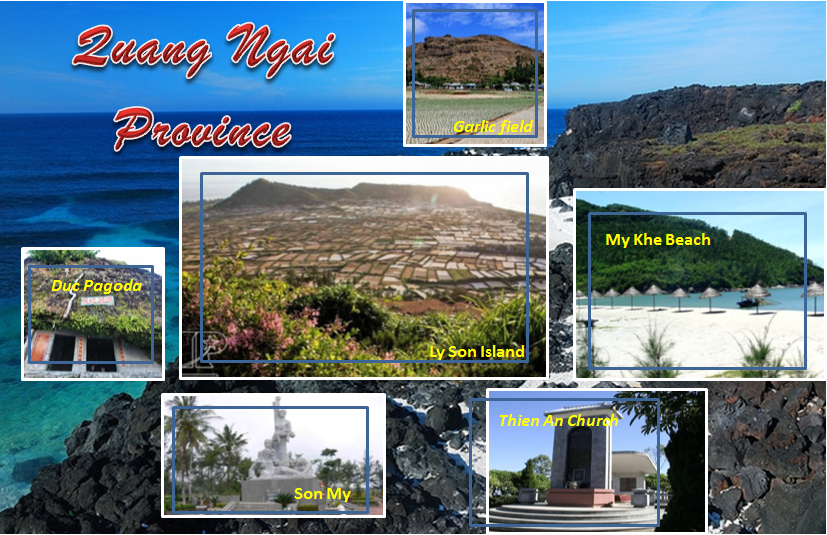 Quang Ngai
Province
Garlic field
My Khe Beach
Duc Pagoda
Ly Son Island
Thien An Church
Son My